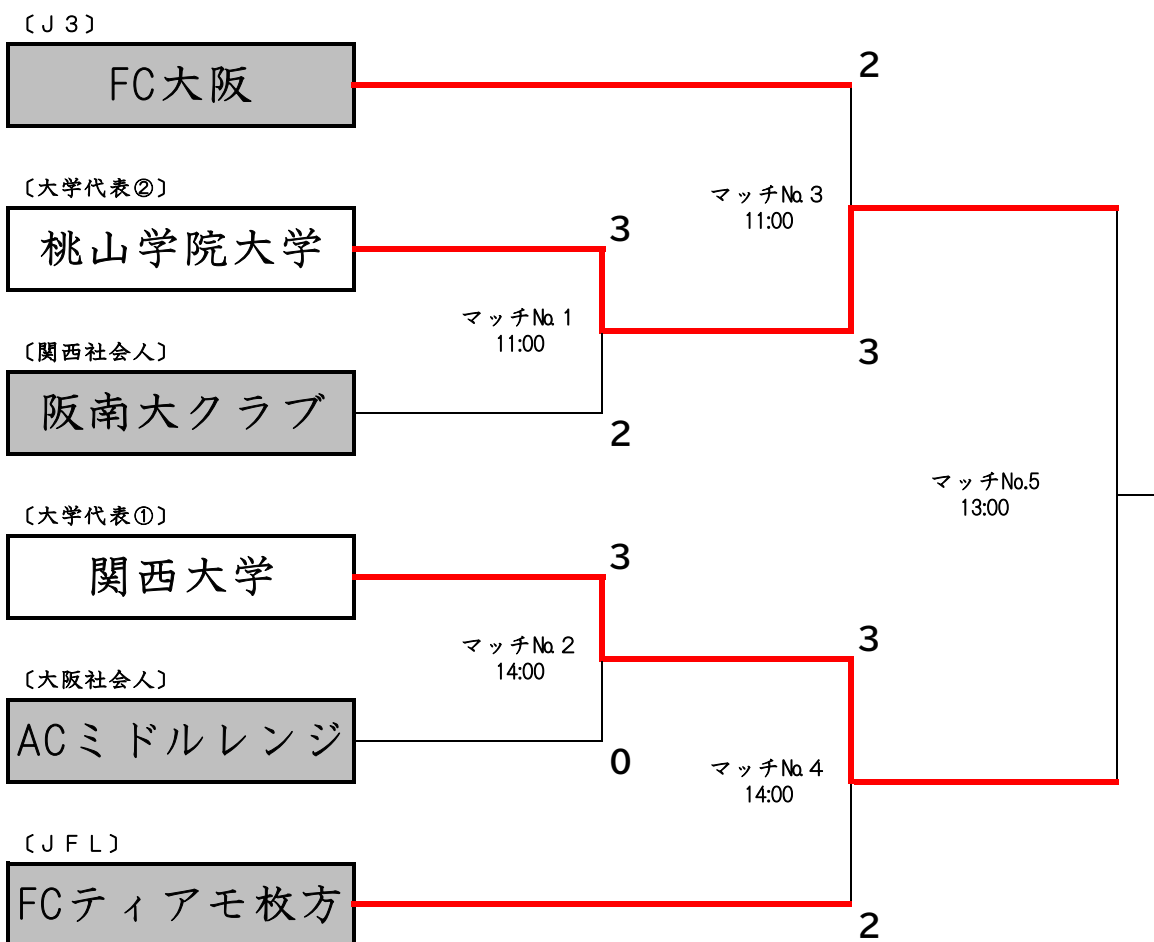 〔Ｊ３〕
FC大阪
2
〔大学代表②〕
桃山学院大学
3
マッチ№３
11:00
マッチ№１
11:00
3
〔関西社会人〕
阪南大クラブ
2
マッチNo.5
13:00
〔大学代表①〕
関西大学
3
マッチ№２
14:00
3
〔大阪社会人〕
ACミドルレンジ
0
マッチ№４
14:00
〔ＪＦＬ〕
FCティアモ枚方
2